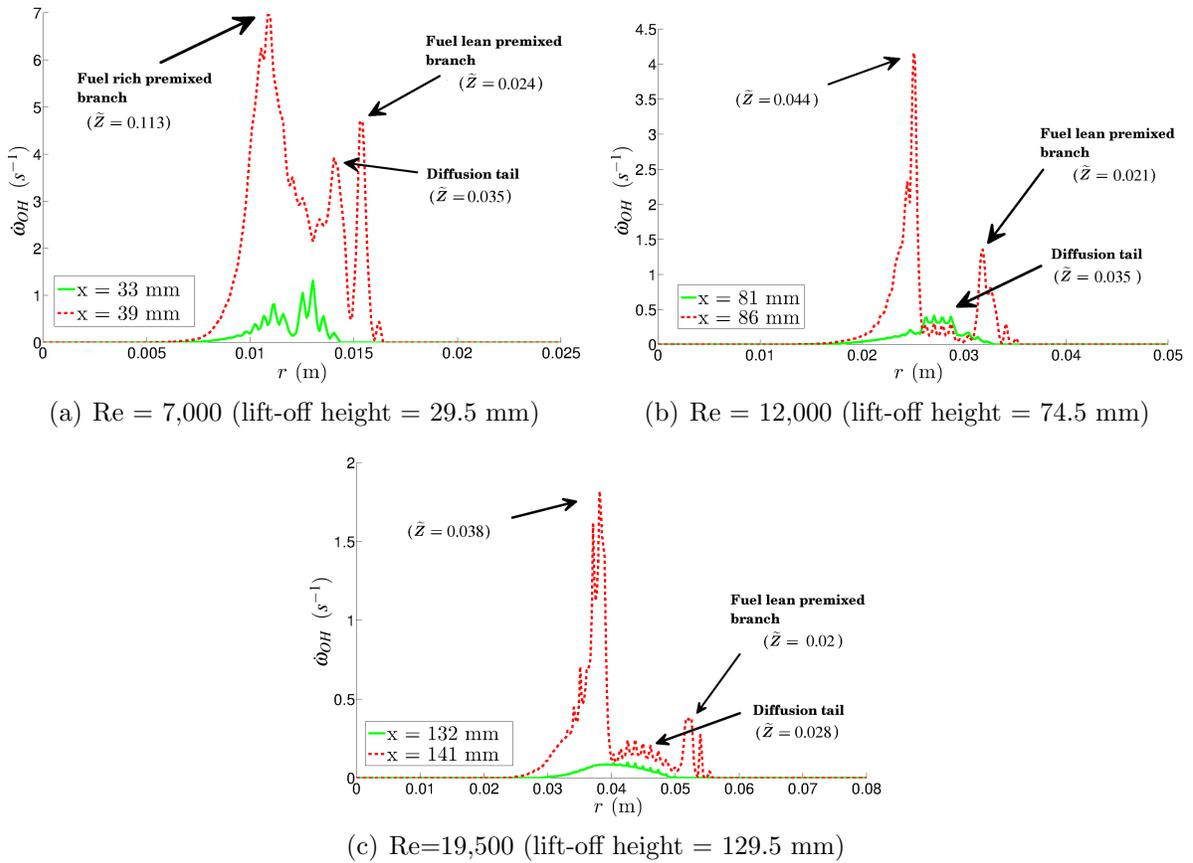 7
6
5
4
3
2
1
0
ω̇OH (s⁻¹)
Fuel rich premixed
branch
(Z̃ = 0.113)
Fuel lean premixed
branch
(Z̃ = 0.024)
Diffusion tail
(Z̃ = 0.035)
x = 33 mm
x = 39 mm
0 0.005 0.01 0.015 0.02 0.025
r (m)
(a) Re = 7,000 (lift-off height = 29.5 mm)
4.5
4
3.5
3
2.5
2
1.5
1
0.5
0
ω̇OH (s⁻¹)
(Z̃ = 0.044)
Fuel lean premixed
branch
(Z̃ = 0.021)
Diffusion tail
(Z̃ = 0.035)
x = 81 mm
x = 86 mm
0 0.01 0.02 0.03 0.04 0.05
r (m)
(b) Re = 12,000 (lift-off height = 74.5 mm)
2
1.5
1
0.5
0
ω̇OH (s⁻¹)
(Z̃ = 0.038)
Fuel lean premixed
branch
(Z̃ = 0.02)
Diffusion tail
(Z̃ = 0.028)
x = 132 mm
x = 141 mm
0 0.01 0.02 0.03 0.04 0.05 0.06 0.07 0.08
r (m)
(c) Re=19,500 (lift-off height = 129.5 mm)